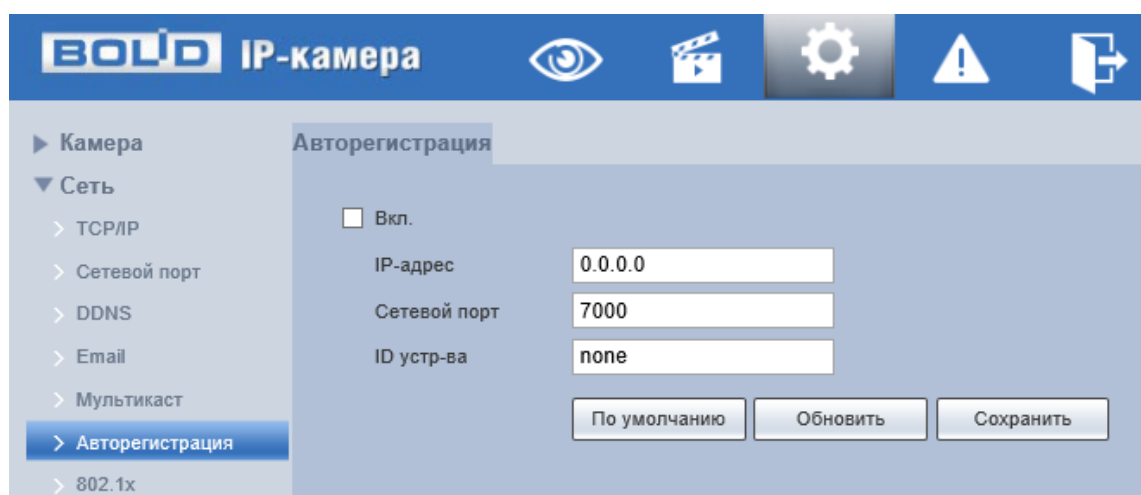 BOLID IP-камера
Камера
Сеть
TCP/IP
Сетевой порт
DDNS
Email
Мультикаст
Авторегистрация
802.1x
Авторегистрация
Вкл.
IP-адрес 0.0.0.0
Сетевой порт 7000
ID устр-ва none
По умолчанию Обновить Сохранить